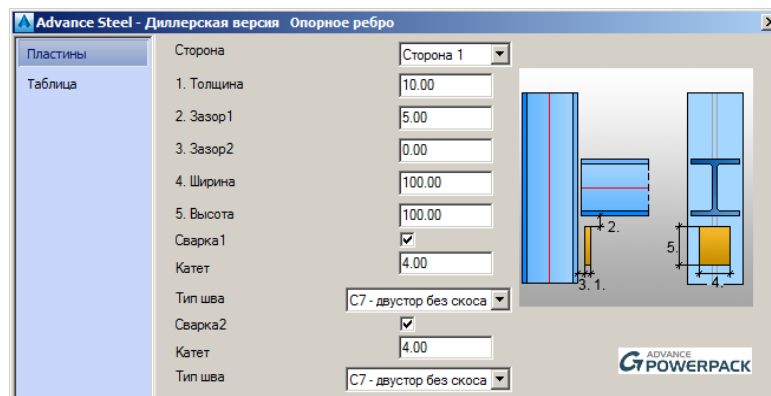 Advance Steel - Диллерская версия Опорное ребро
Пластины
Таблица
Сторона
Сторона 1
1. Толщина
10.00
2. Зазор1
5.00
3. Зазор2
0.00
4. Ширина
100.00
5. Высота
100.00
Сварка1
Катет
4.00
Тип шва
С7 - двустор без скоса
Сварка2
Катет
4.00
Тип шва
С7 - двустор без скоса
2.
3. 1.
5.
4.
ADVANCE
POWERPACK